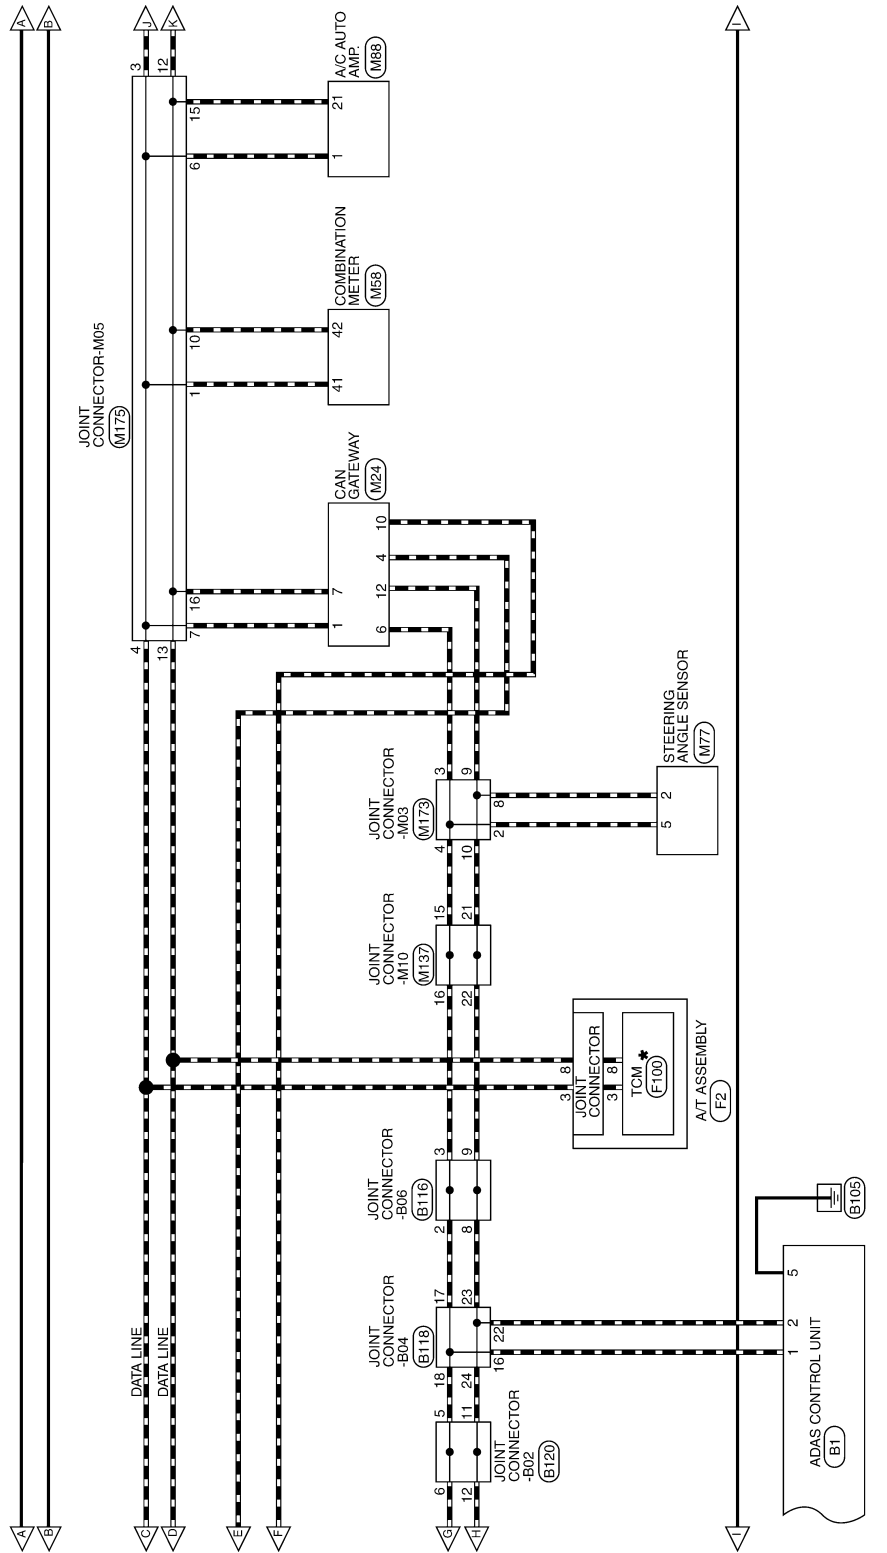 A
A
B
B
JOINT
CONNECTOR-M05
M175
C
DATA LINE
4
3
J
D
DATA LINE
13
12
K
7
16
1
10
6
15
E
F
CAN
GATEWAY
M24
1
7
6
12
4
10
COMBINATION
METER
M58
41
42
A/C AUTO
AMP.
M88
1
21
JOINT
CONNECTOR
-B04
B118
JOINT
CONNECTOR
-B06
B116
JOINT
CONNECTOR
-M10
M137
JOINT
CONNECTOR
-M03
M173
G
6
5
18
17
2
3
16
15
4
3
H
12
11
24
23
8
9
22
21
10
9
JOINT
CONNECTOR
-B02
B120
16
22
2
8
3
8
JOINT
CONNECTOR
3
8
TCM
*
F100
A/T ASSEMBLY
F2
5
2
STEERING
ANGLE SENSOR
M77
I
I
1
2
5
ADAS CONTROL UNIT
B1
B105